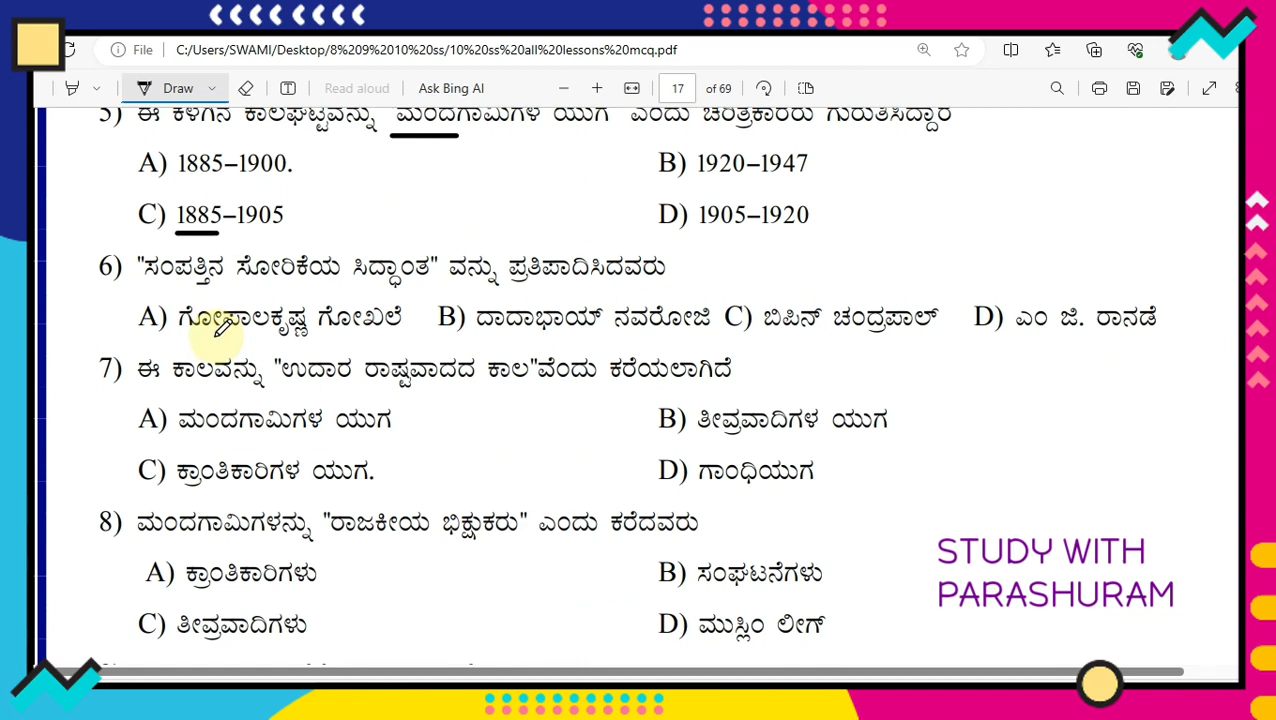 File C:/Users/SWAMI/Desktop/8%209%2010%20ss/10%20ss%20all%20lessons%20mcq.pdf
Draw Read aloud Ask Bing AI 17 of 69
5) ಈ ಕೆಳಗಿನ ಕಾಲಘಟ್ಟವನ್ನು ಮಂದಗಾಮಿಗಳ ಯುಗ ಎಂದು ಚರಿತ್ರಕಾರರು ಗುರುತಿಸಿದ್ದಾರೆ
A) 1885–1900. B) 1920–1947
C) 1885–1905 D) 1905–1920
6) "ಸಂಪತ್ತಿನ ಸೋರಿಕೆಯ ಸಿದ್ಧಾಂತ" ವನ್ನು ಪ್ರತಿಪಾದಿಸಿದವರು
A) ಗೋಪಾಲಕೃಷ್ಣ ಗೋಖಲೆ B) ದಾದಾಭಾಯ್ ನವರೋಜಿ C) ಬಿಪಿನ್ ಚಂದ್ರಪಾಲ್ D) ಎಂ ಜಿ. ರಾನಡೆ
7) ಈ ಕಾಲವನ್ನು "ಉದಾರ ರಾಷ್ಟವಾದದ ಕಾಲ"ವೆಂದು ಕರೆಯಲಾಗಿದೆ
A) ಮಂದಗಾಮಿಗಳ ಯುಗ B) ತೀವ್ರವಾದಿಗಳ ಯುಗ
C) ಕ್ರಾಂತಿಕಾರಿಗಳ ಯುಗ. D) ಗಾಂಧಿಯುಗ
8) ಮಂದಗಾಮಿಗಳನ್ನು "ರಾಜಕೀಯ ಭಿಕ್ಷುಕರು" ಎಂದು ಕರೆದವರು
A) ಕ್ರಾಂತಿಕಾರಿಗಳು B) ಸಂಘಟನೆಗಳು
C) ತೀವ್ರವಾದಿಗಳು D) ಮುಸ್ಲಿಂ ಲೀಗ್
STUDY WITH
PARASHURAM